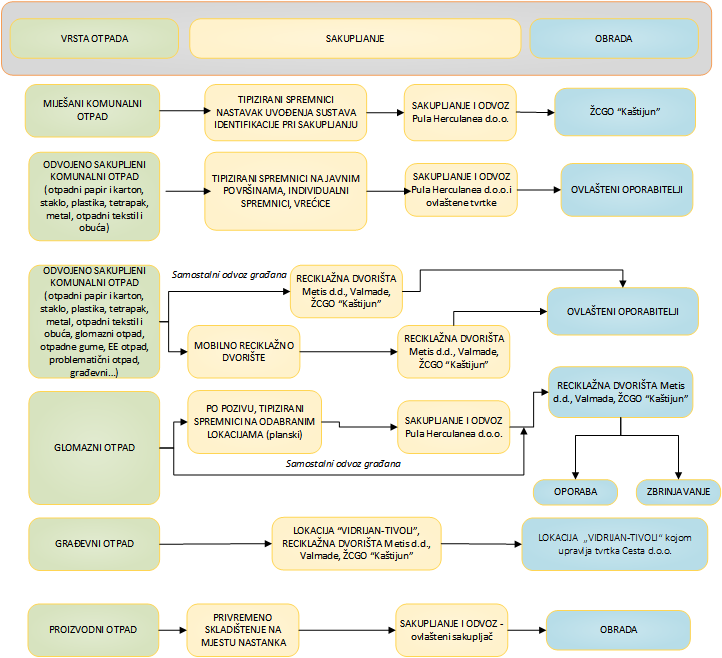 VRSTA OTPADA
SAKUPLJANJE
OBRADA
MIJEŠANI KOMUNALNI
OTPAD
TIPIZIRANI SPREMNICI
NASTAVAK UVOĐENJA SUSTAVA
IDENTIFIKACIJE PRI SAKUPLJANJU
SAKUPLJANJE I ODVOZ
Pula Herculanea d.o.o.
ŽCGO "Kaštijun"
ODVOJENO SAKUPLJENI
KOMUNALNI OTPAD
(otpadni papir i karton,
staklo, plastika, tetrapak,
metal, otpadni tekstil i
obuća)
TIPIZIRANI SPREMNICI NA JAVNIM
POVRŠINAMA, INDIVIDUALNI
SPREMNICI, VREĆICE
SAKUPLJANJE I ODVOZ
Pula Herculanea d.o.o. i
ovlaštene tvrtke
OVLAŠTENI OPORABITELJI
ODVOJENO SAKUPLJENI
KOMUNALNI OTPAD
(otpadni papir i karton,
staklo, plastika, tetrapak,
metal, otpadni tekstil i
obuća, glomazni otpad,
otpadne gume, EE otpad,
problematični otpad,
građevni...)
Samostalni odvoz građana
RECIKLAŽNA DVORIŠTA
Metis d.d., Valmade,
ŽCGO "Kaštijun"
MOBILNO RECIKLAŽNO
DVORIŠTE
RECIKLAŽNA DVORIŠTA
Metis d.d., Valmade,
ŽCGO "Kaštijun"
OVLAŠTENI OPORABITELJI
GLOMAZNI OTPAD
PO POZIVU, TIPIZIRANI
SPREMNICI NA ODABRANIM
LOKACIJAMA (planski)
SAKUPLJANJE I ODVOZ
Pula Herculanea d.o.o.
Samostalni odvoz građana
RECIKLAŽNA DVORIŠTA Metis
d.d., Valmada, ŽCGO "Kaštijun"
OPORABA
ZBRINJAVANJE
GRAĐEVNI OTPAD
LOKACIJA "VIDRIJAN-TIVOLI",
RECIKLAŽNA DVORIŠTA Metis d.d.,
Valmade, ŽCGO "Kaštijun"
LOKACIJA „VIDRIJAN-TIVOLI" kojom
upravlja tvrtka Cesta d.o.o.
PROIZVODNI OTPAD
PRIVREMENO
SKLADIŠTENJE NA
MJESTU NASTANKA
SAKUPLJANJE I ODVOZ -
ovlašteni sakupljač
OBRADA